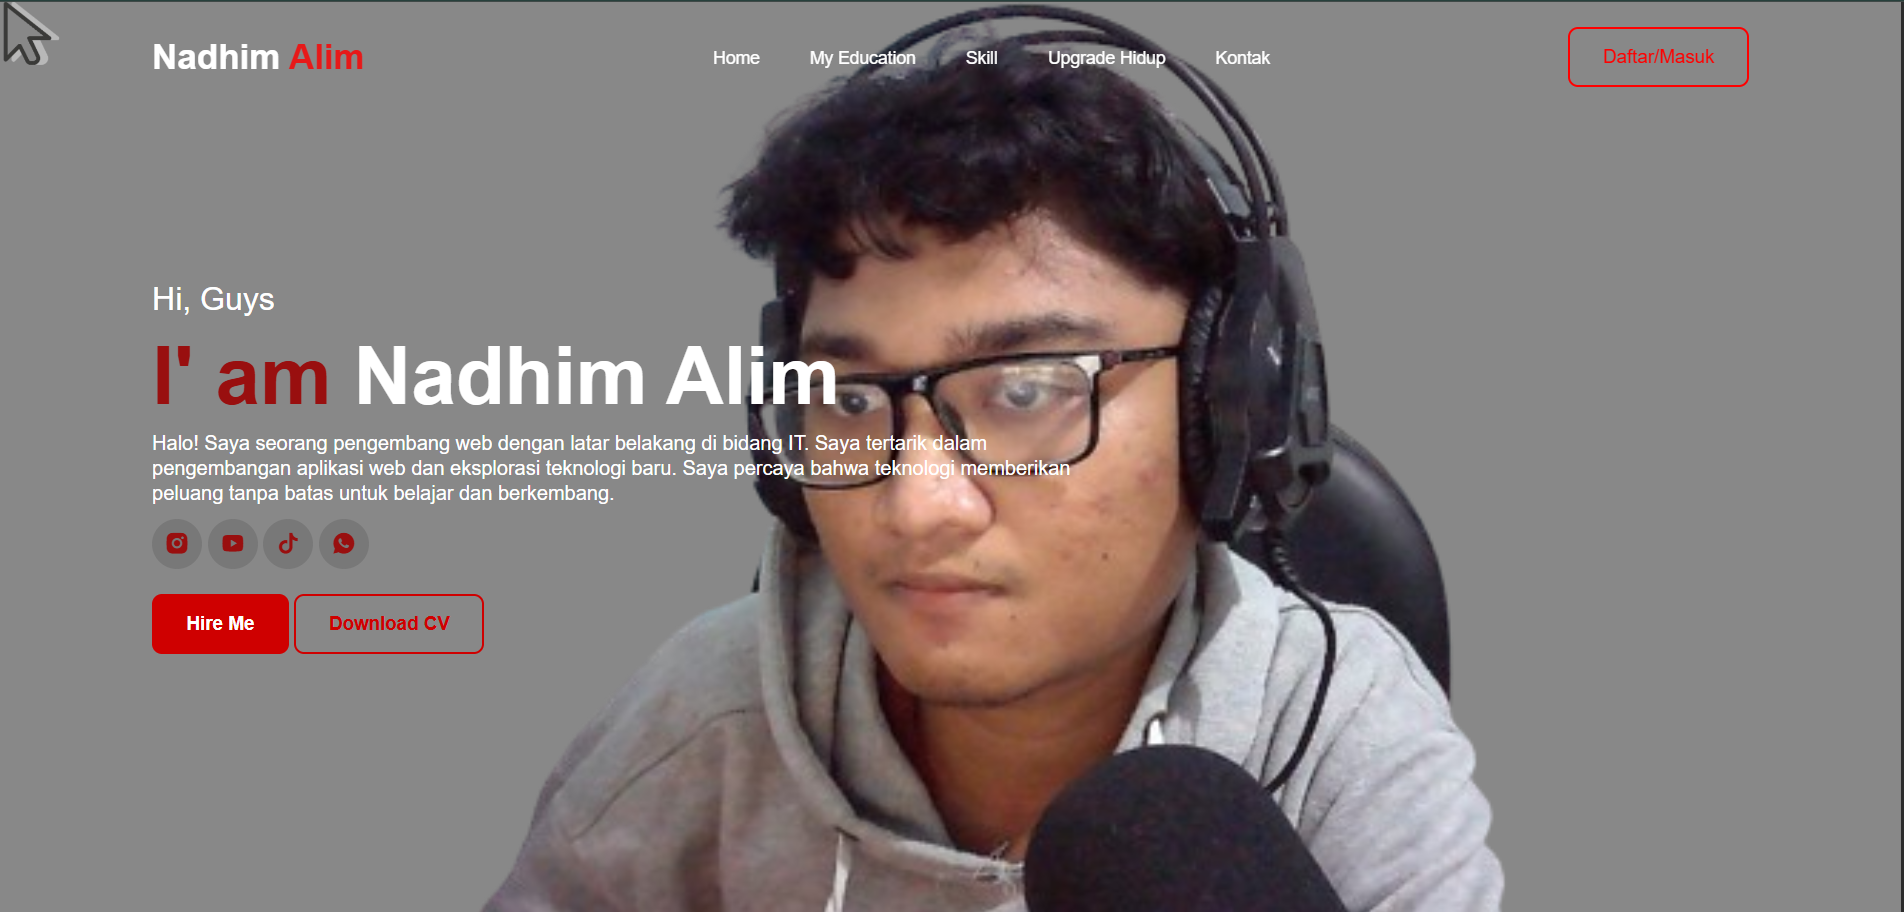 Nadhim Alim
Home My Education Skill Upgrade Hidup Kontak
Daftar/Masuk
Hi, Guys
I' am Nadhim Alim
Halo! Saya seorang pengembang web dengan latar belakang di bidang IT. Saya tertarik dalam
pengembangan aplikasi web dan eksplorasi teknologi baru. Saya percaya bahwa teknologi memberikan
peluang tanpa batas untuk belajar dan berkembang.
Hire Me
Download CV